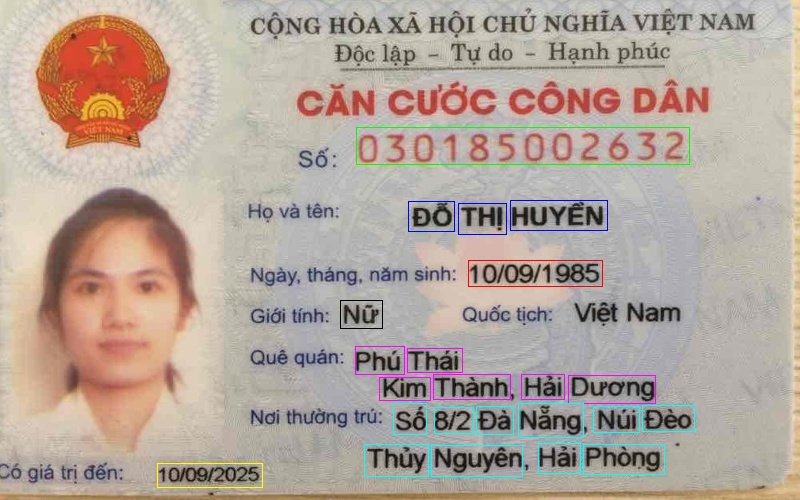 CỘNG HÒA XÃ HỘI CHỦ NGHĨA VIỆT NAM
Độc lập – Tự do – Hạnh phúc
CĂN CƯỚC CÔNG DÂN
Số: 030185002632
Họ và tên: ĐỖ THỊ HUYỀN
Ngày, tháng, năm sinh: 10/09/1985
Giới tính: Nữ Quốc tịch: Việt Nam
Quê quán: Phú Thái
Kim Thành, Hải Dương
Nơi thường trú: Số 8/2 Đà Nẵng, Núi Đèo
Thủy Nguyên, Hải Phòng
Có giá trị đến: 10/09/2025
VIỆT NAM